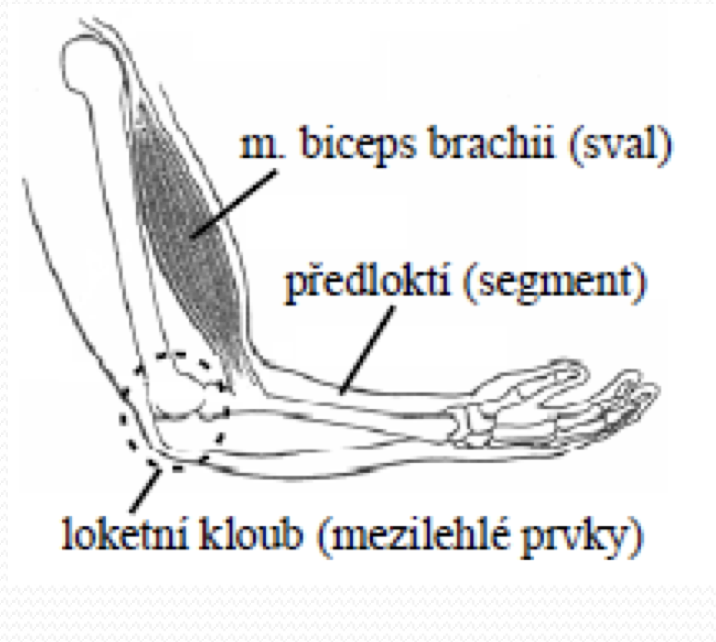 m. biceps brachii (sval)
předloktí (segment)
loketní kloub (mezilehlé prvky)